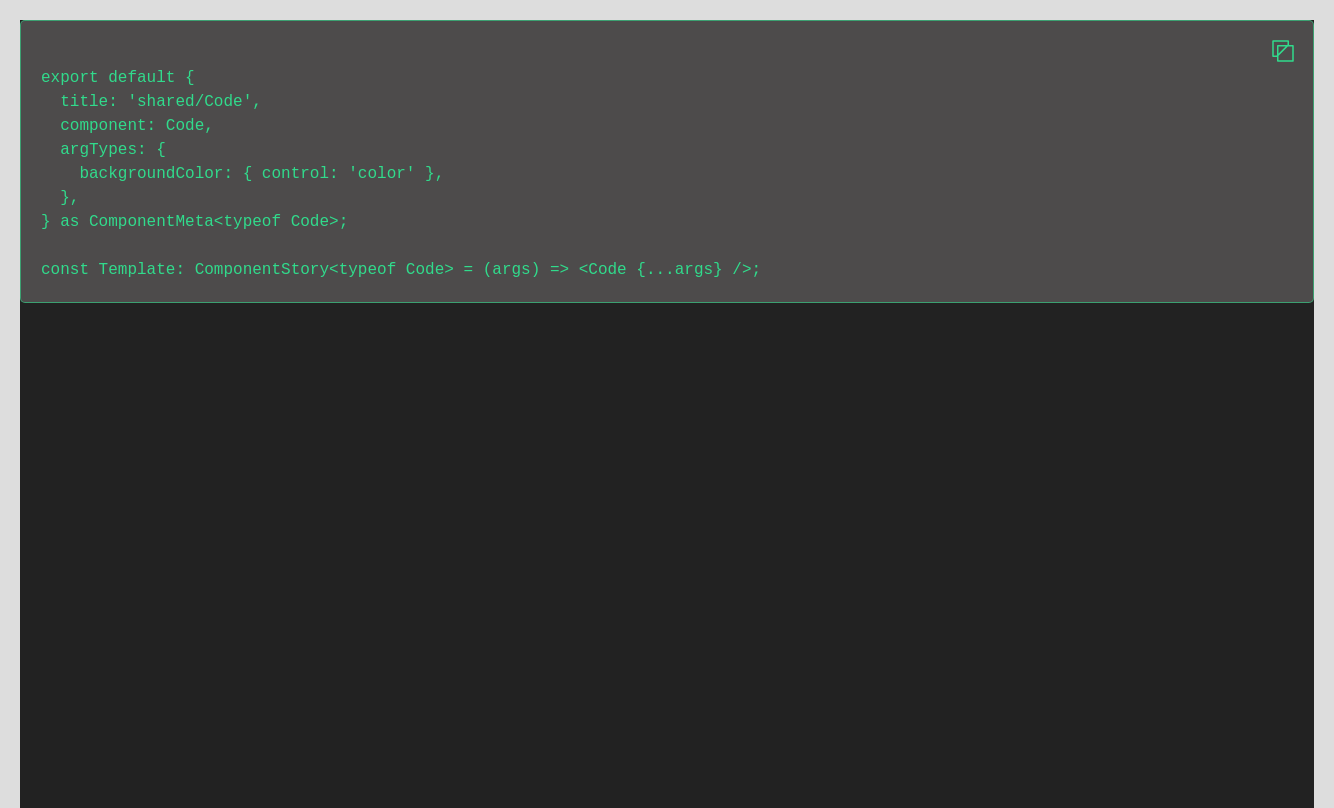 export default {
  title: 'shared/Code',
  component: Code,
  argTypes: {
    backgroundColor: { control: 'color' },
  },
} as ComponentMeta<typeof Code>;

const Template: ComponentStory<typeof Code> = (args) => <Code {...args} />;